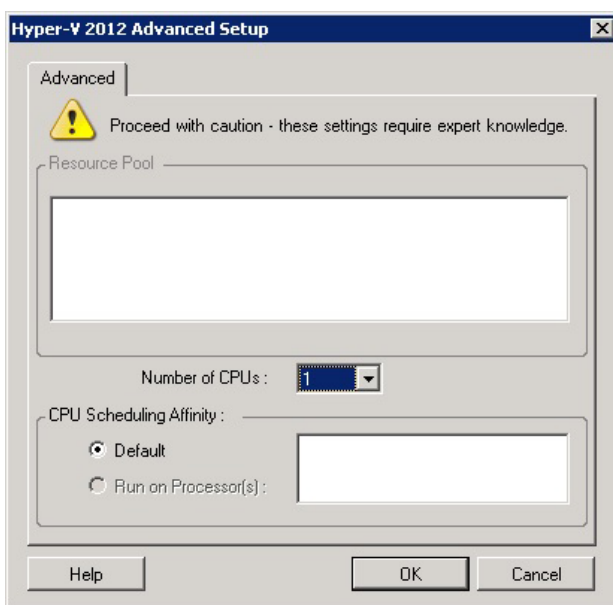 Hyper-V 2012 Advanced Setup
Advanced
Proceed with caution - these settings require expert knowledge.
Resource Pool
Number of CPUs :
1
CPU Scheduling Affinity :
Default
Run on Processor(s) :
Help
OK
Cancel